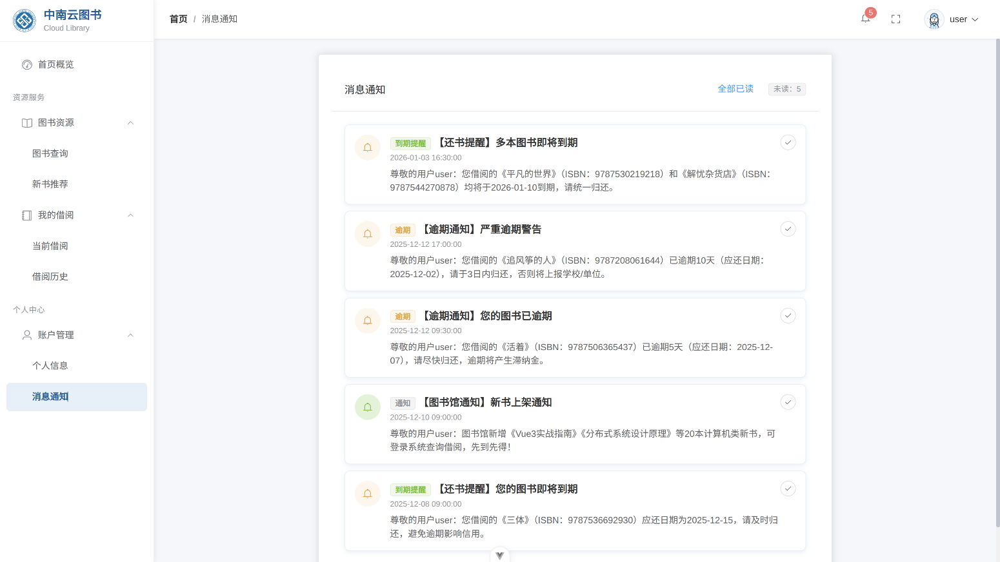 中南云图书
Cloud Library
首页 / 消息通知
5
user
首页概览
资源服务
图书资源
图书查询
新书推荐
我的借阅
当前借阅
借阅历史
个人中心
账户管理
个人信息
消息通知
消息通知
全部已读
未读：5
到期提醒 【还书提醒】多本图书即将到期
2026-01-03 16:30:00
尊敬的用户user：您借阅的《平凡的世界》（ISBN：9787530219218）和《解忧杂货店》（ISBN：
9787544270878）均将于2026-01-10到期，请统一归还。
逾期 【逾期通知】严重逾期警告
2025-12-12 17:00:00
尊敬的用户user：您借阅的《追风筝的人》（ISBN：9787208061644）已逾期10天（应还日期：
2025-12-02），请于3日内归还，否则将上报学校/单位。
逾期 【逾期通知】您的图书已逾期
2025-12-12 09:30:00
尊敬的用户user：您借阅的《活着》（ISBN：9787506365437）已逾期5天（应还日期：2025-12-
07），请尽快归还，逾期将产生滞纳金。
通知 【图书馆通知】新书上架通知
2025-12-10 09:00:00
尊敬的用户user：图书馆新增《Vue3实战指南》《分布式系统设计原理》等20本计算机类新书，可
登录系统查询借阅，先到先得！
到期提醒 【还书提醒】您的图书即将到期
2025-12-08 09:00:00
尊敬的用户user：您借阅的《三体》（ISBN：9787536692930）应还日期为2025-12-15，请及时归
还，避免逾期影响信用。